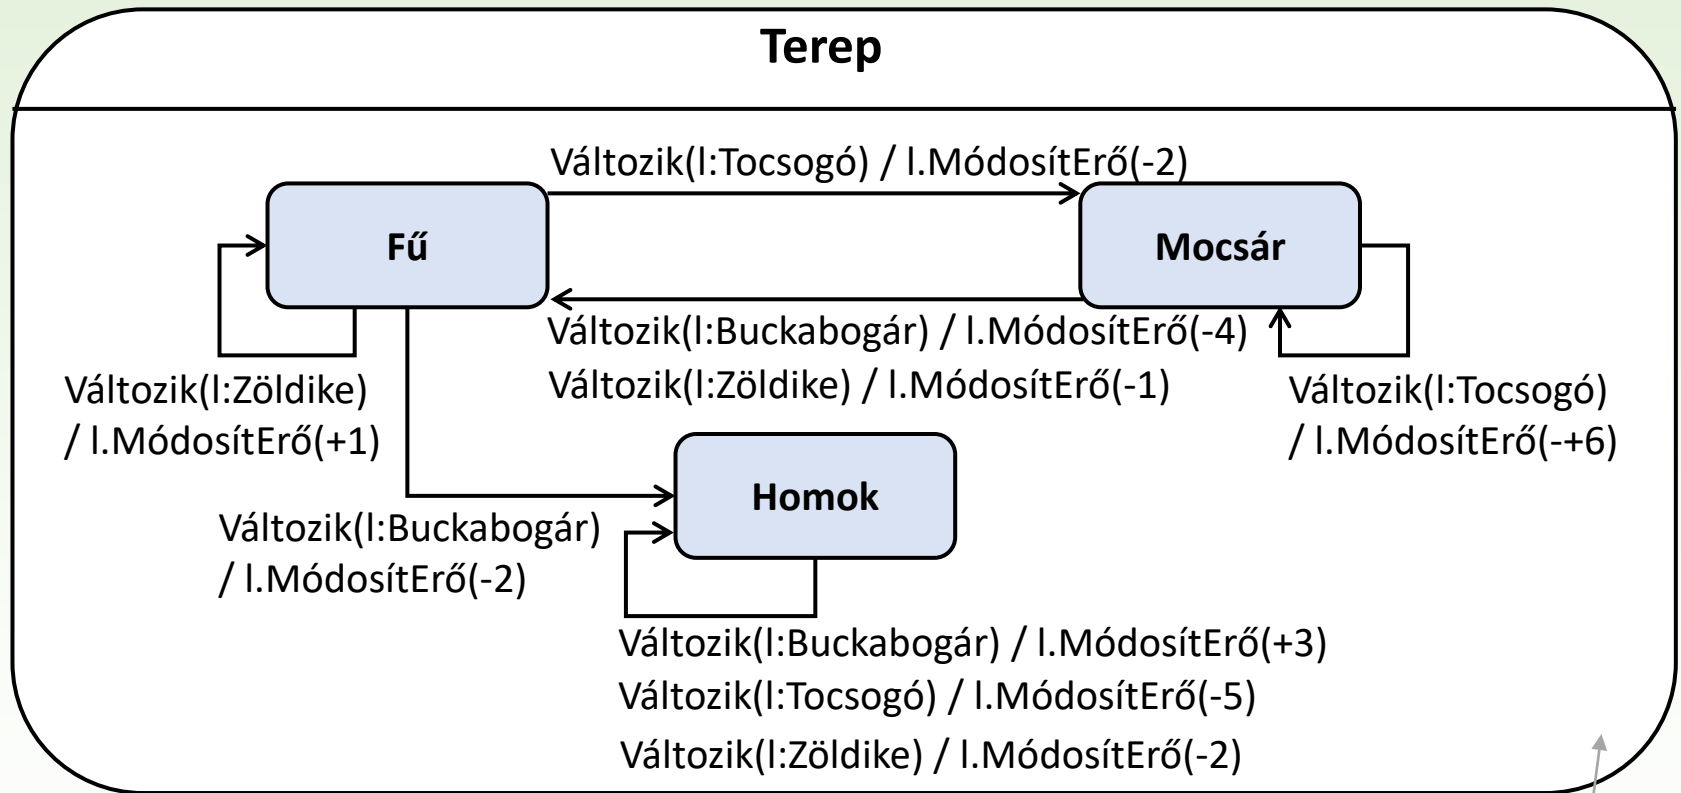 Terep
Változik(l:Tocsogó) / l.MódosítErő(-2)
Fű
Mocsár
Változik(l:Buckabogár) / l.MódosítErő(-4)
Változik(l:Zöldike) / l.MódosítErő(-1)
Változik(l:Zöldike)
/ l.MódosítErő(+1)
Változik(l:Tocsogó)
/ l.MódosítErő(-+6)
Homok
Változik(l:Buckabogár)
/ l.MódosítErő(-2)
Változik(l:Buckabogár) / l.MódosítErő(+3)
Változik(l:Tocsogó) / l.MódosítErő(-5)
Változik(l:Zöldike) / l.MódosítErő(-2)